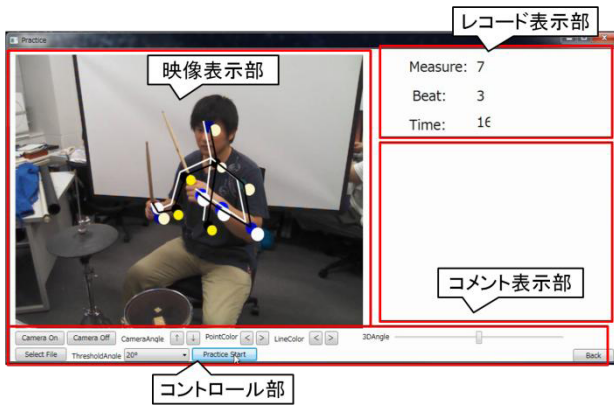 レコード表示部
Practice
映像表示部
Measure: 7
Beat: 3
Time: 16
コメント表示部
Camera On Camera Off CameraAngle ↑ ↓ PointColor < > LineColor < > 3DAngle
Select File ThresholdAngle 20° Practice Start Back
コントロール部